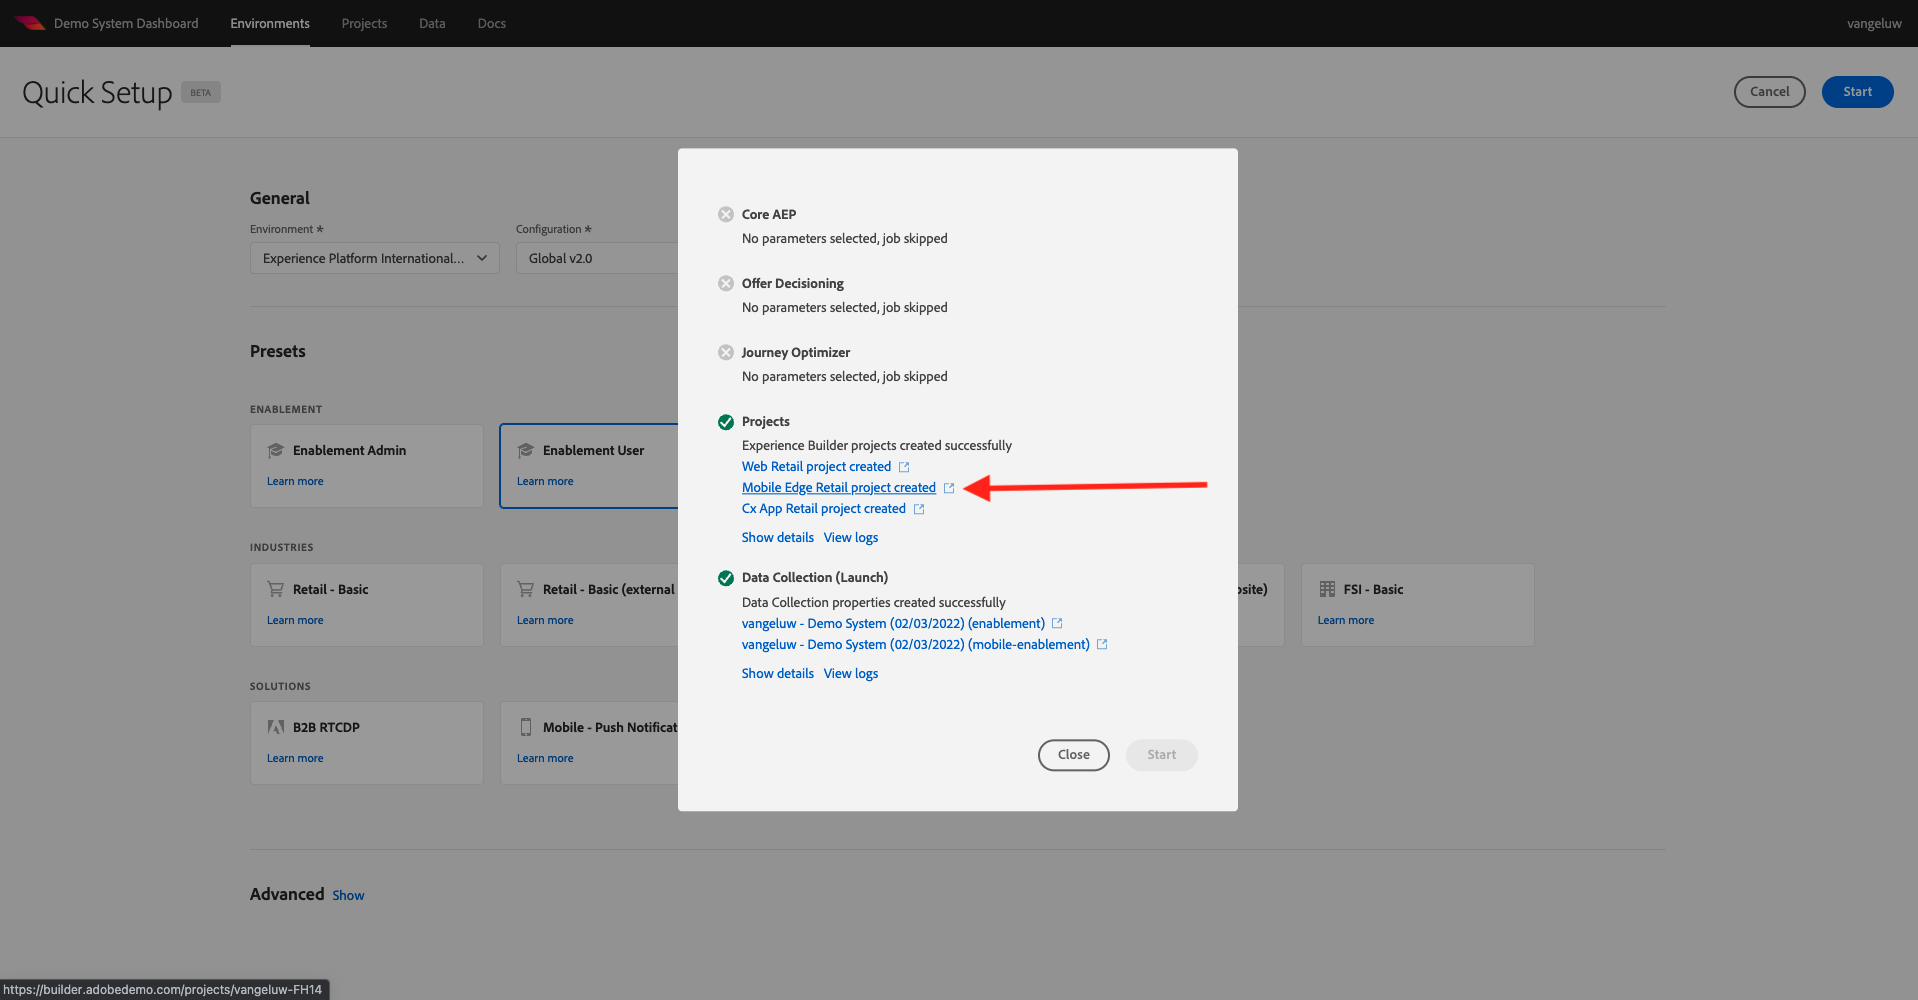 Demo System Dashboard
Environments
Projects
Data
Docs
vangeluw
Quick Setup
BETA
Cancel
Start
General
Environment *
Configuration *
Experience Platform International...
Global v2.0
Presets
ENABLEMENT
Enablement Admin
Learn more
Enablement User
Learn more
INDUSTRIES
Retail - Basic
Learn more
Retail - Basic (external
Learn more
osite)
FSI - Basic
Learn more
SOLUTIONS
B2B RTCDP
Learn more
Mobile - Push Notificat
Learn more
Advanced Show
Core AEP
No parameters selected, job skipped
Offer Decisioning
No parameters selected, job skipped
Journey Optimizer
No parameters selected, job skipped
Projects
Experience Builder projects created successfully
Web Retail project created
Mobile Edge Retail project created
Cx App Retail project created
Show details View logs
Data Collection (Launch)
Data Collection properties created successfully
vangeluw - Demo System (02/03/2022) (enablement)
vangeluw - Demo System (02/03/2022) (mobile-enablement)
Show details View logs
Close
Start
https://builder.adobedemo.com/projects/vangeluw-FH14